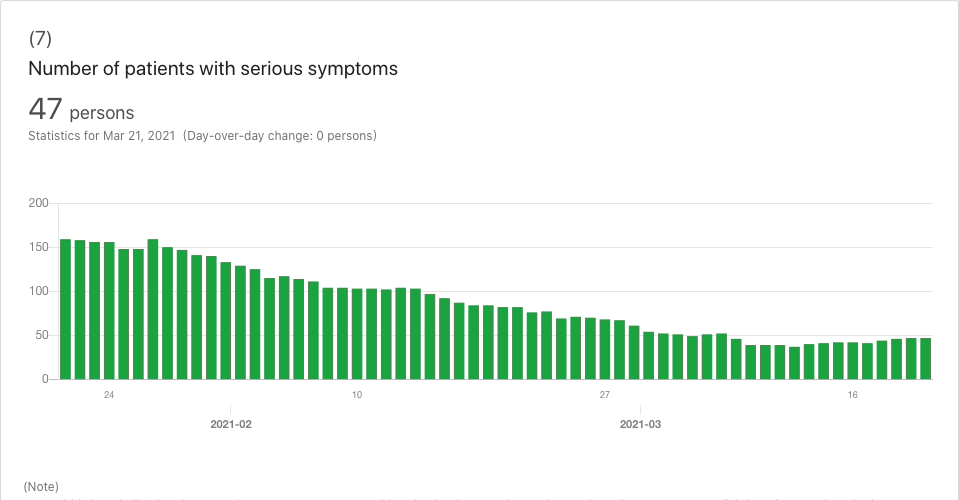 (7)
Number of patients with serious symptoms
47 persons
Statistics for Mar 21, 2021 (Day-over-day change: 0 persons)
200
150
100
50
0
24 10 27 16
2021-02 2021-03
(Note)